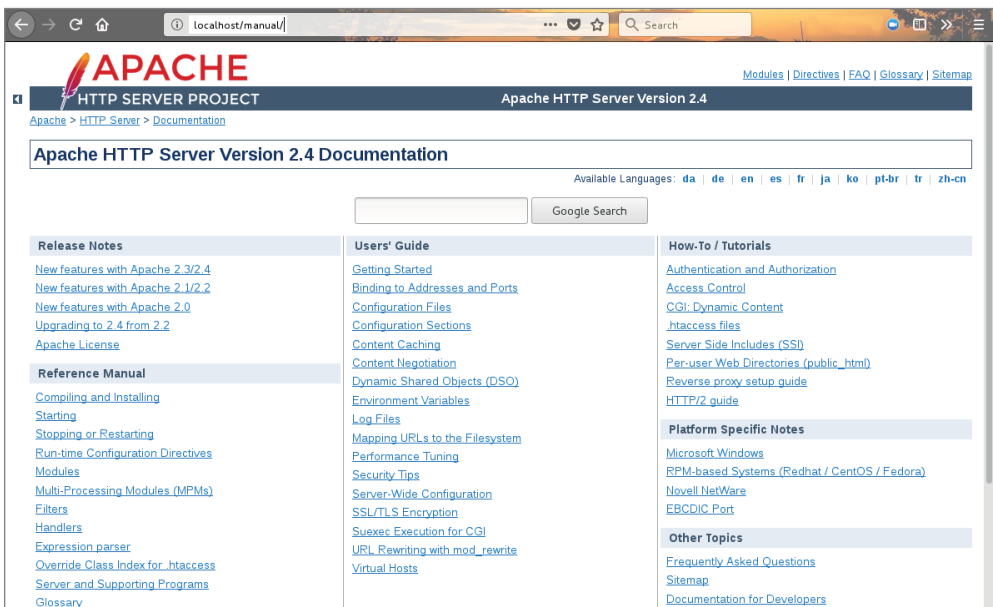 localhost/manual/
Search
APACHE
HTTP SERVER PROJECT
Modules | Directives | FAQ | Glossary | Sitemap
Apache HTTP Server Version 2.4
Apache > HTTP Server > Documentation
Apache HTTP Server Version 2.4 Documentation
Available Languages: da | de | en | es | fr | ja | ko | pt-br | tr | zh-cn
Google Search
Release Notes
New features with Apache 2.3/2.4
New features with Apache 2.1/2.2
New features with Apache 2.0
Upgrading to 2.4 from 2.2
Apache License
Reference Manual
Compiling and Installing
Starting
Stopping or Restarting
Run-time Configuration Directives
Modules
Multi-Processing Modules (MPMs)
Filters
Handlers
Expression parser
Override Class Index for .htaccess
Server and Supporting Programs
Glossary
Users' Guide
Getting Started
Binding to Addresses and Ports
Configuration Files
Configuration Sections
Content Caching
Content Negotiation
Dynamic Shared Objects (DSO)
Environment Variables
Log Files
Mapping URLs to the Filesystem
Performance Tuning
Security Tips
Server-Wide Configuration
SSL/TLS Encryption
Suexec Execution for CGI
URL Rewriting with mod_rewrite
Virtual Hosts
How-To / Tutorials
Authentication and Authorization
Access Control
CGI: Dynamic Content
.htaccess files
Server Side Includes (SSI)
Per-user Web Directories (public_html)
Reverse proxy setup guide
HTTP/2 guide
Platform Specific Notes
Microsoft Windows
RPM-based Systems (Redhat / CentOS / Fedora)
Novell NetWare
EBCDIC Port
Other Topics
Frequently Asked Questions
Sitemap
Documentation for Developers